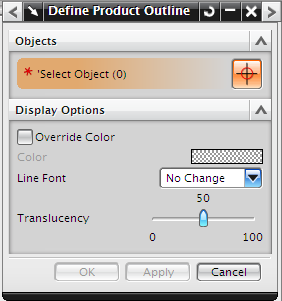 Define Product Outline
Objects
* 'Select Object (0)
Display Options
Override Color
Color
Line Font No Change
50
Translucency
0 100
OK Apply Cancel